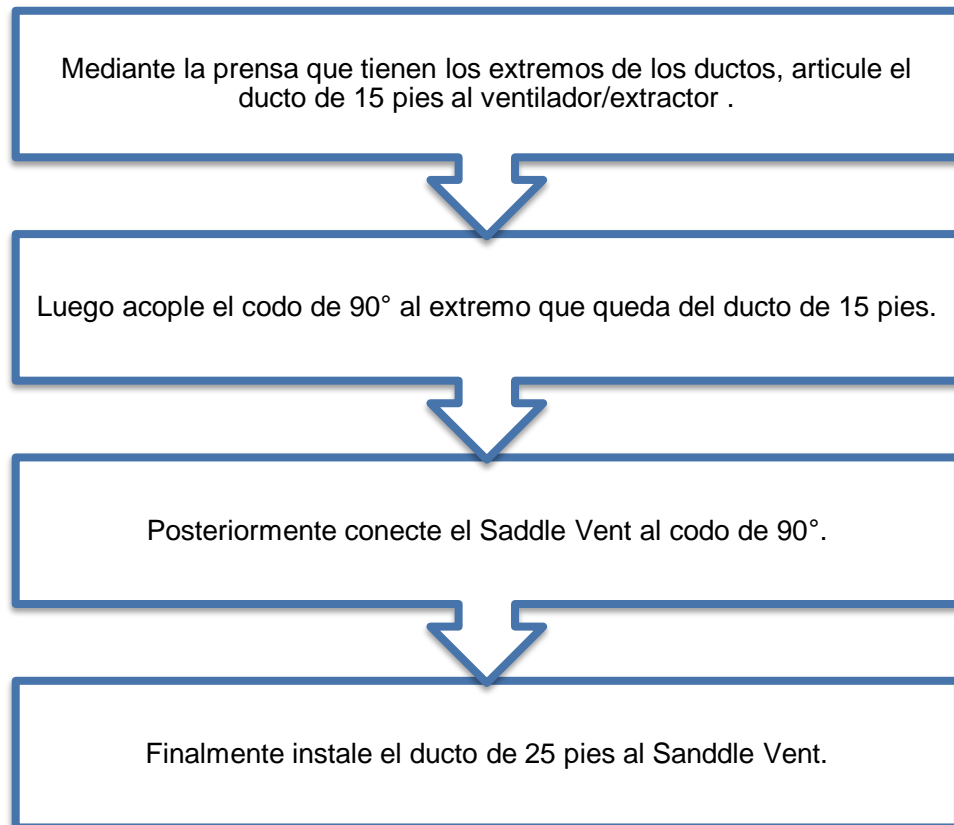 Mediante la prensa que tienen los extremos de los ductos, articule el
ducto de 15 pies al ventilador/extractor .
Luego acople el codo de 90° al extremo que queda del ducto de 15 pies.
Posteriormente conecte el Saddle Vent al codo de 90°.
Finalmente instale el ducto de 25 pies al Sanddle Vent.